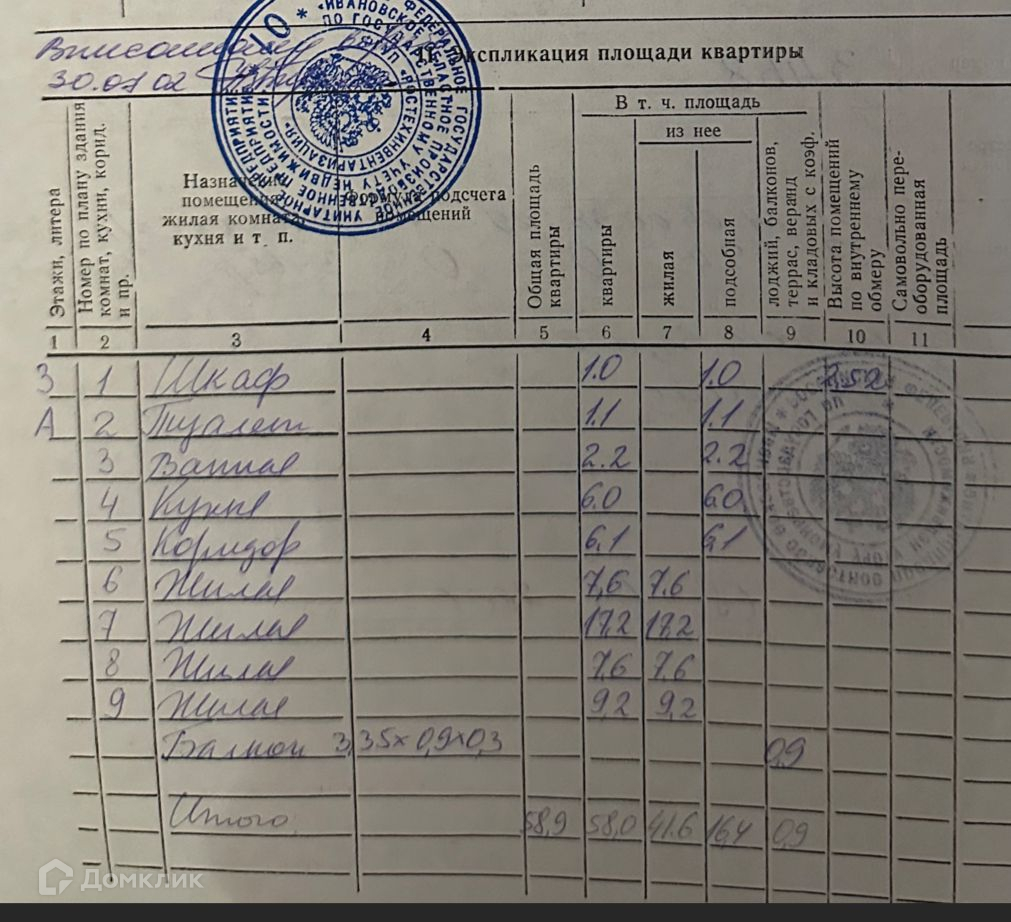 30.07.02
II. Экспликация площади квартиры
Этажи, литера
Номер по плану здания комнат, кухни, корид. и пр.
Назначение помещения: жилая комната, кухня и т. п.
Формула подсчета помещений
Общая площадь квартиры
В т. ч. площадь
квартиры
из нее
жилая
подсобная
лоджий, балконов, террас, веранд и кладовых с коэф.
Высота помещений по внутреннему обмеру
Самовольно пере-оборудованная площадь
1 2 3 4 5 6 7 8 9 10 11
3 1 Шкаф 1.0 1.0 2.52
А 2 Туалет 1.1 1.1
3 Ванная 2.2 2.2
4 Кухня 6.0 6.0
5 Коридор 6,1 6,1
6 Жилая 7,6 7.6
7 Жилая 17,2 17,2
8 Жилая 7.6 7.6
9 Жилая 9,2 9,2
Балкон 3,35×0,9×0,3 0,9
Итого 58,9 58,0 41.6 16,4 0,9
Домклик